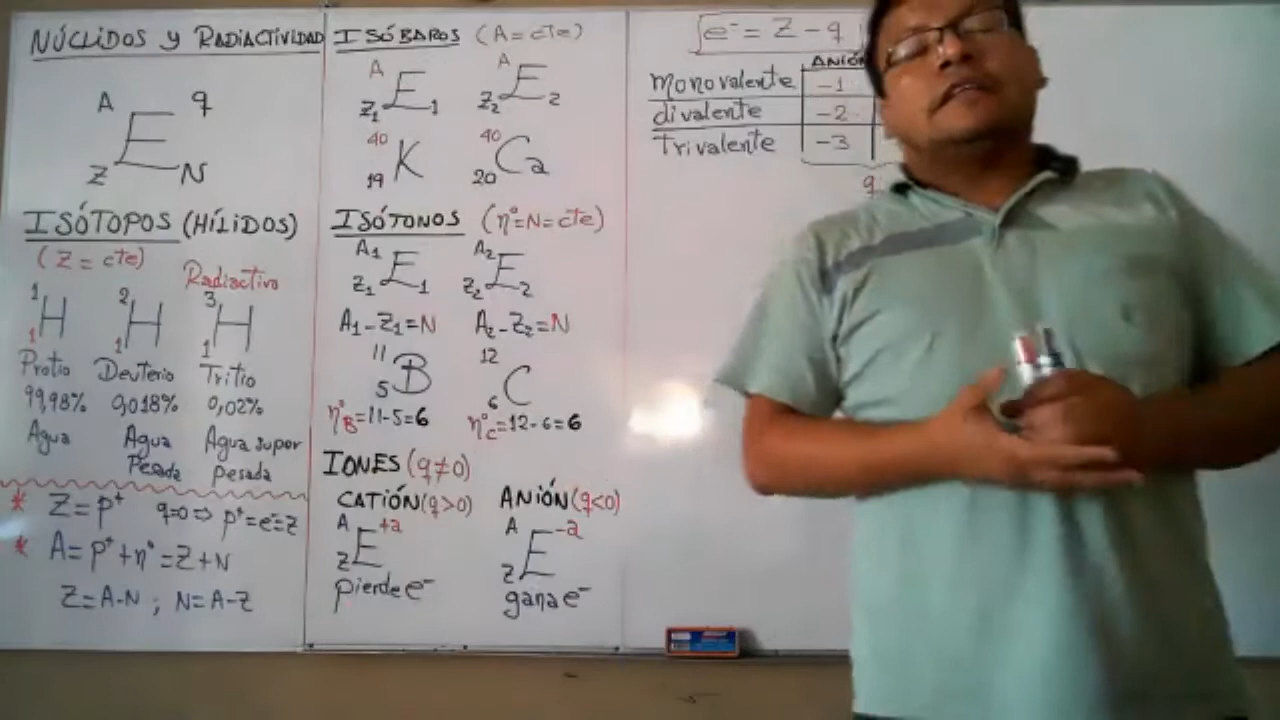 NÚCLIDOS y RADIACTIVIDAD
A q
E
Z N
ISÓTOPOS (HÍLIDOS)
(Z = cte)
Radiactivo
1 2 3
H H H
1 1 1
Protio Deuterio Tritio
99,98% 0,018% 0,02%
Agua Agua Pesada Agua super pesada
* Z = p⁺ q=0 ⇒ p⁺=e⁻=z
* A = p⁺ + n° = Z+N
Z=A-N ; N=A-Z
ISÓBAROS (A=cte)
A A
E₁ E₂
Z₁ Z₂
40 40
K Ca
19 20
ISÓTONOS (n°=N=cte)
A₁ A₂
E₁ E₂
Z₁ Z₂
A₁-Z₁=N A₂-Z₂=N
11 12
B C
5 6
n°B=11-5=6 n°C=12-6=6
IONES (q≠0)
CATIÓN(q>0) ANIÓN(q<0)
A +a A -a
E E
Z Z
pierde e⁻ gana e⁻
e⁻ = Z - q
ANIÓN
monovalente -1
divalente -2
Trivalente -3
q